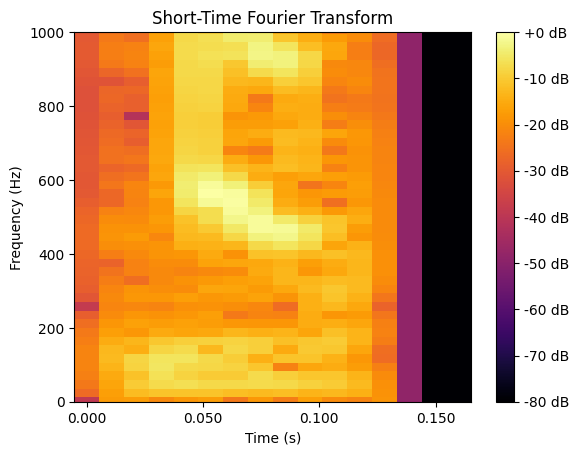 Short-Time Fourier Transform
1000
800
600
400
200
0
Frequency (Hz)
0.000
0.050
0.100
0.150
Time (s)
+0 dB
-10 dB
-20 dB
-30 dB
-40 dB
-50 dB
-60 dB
-70 dB
-80 dB